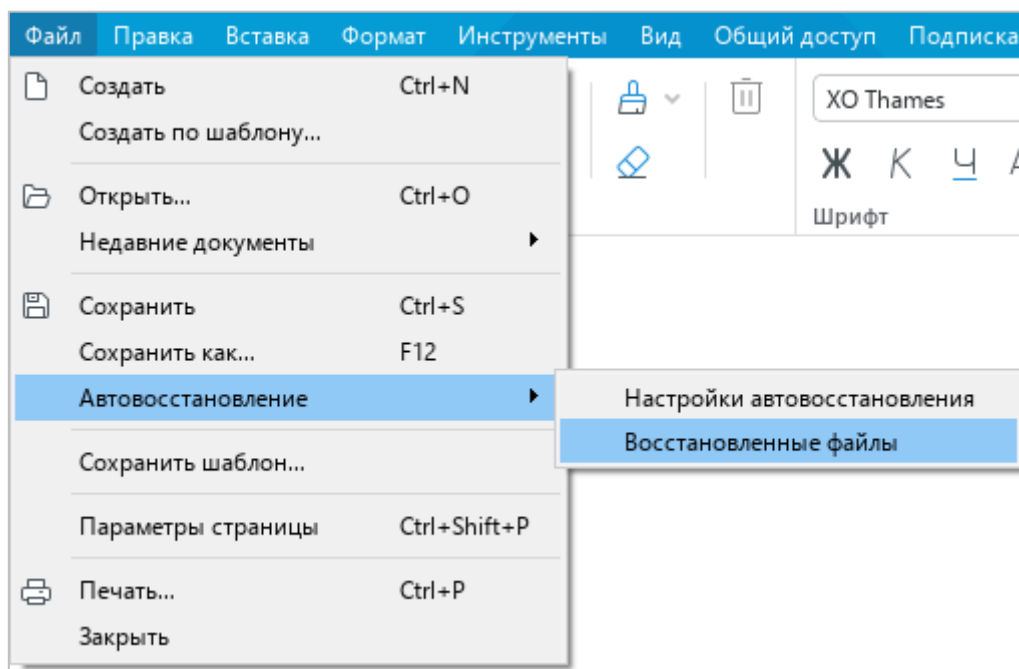 Файл Правка Вставка Формат Инструменты Вид Общий доступ Подписка
Создать Ctrl+N
Создать по шаблону...
Открыть... Ctrl+O
Недавние документы
Сохранить Ctrl+S
Сохранить как... F12
Автовосстановление
Сохранить шаблон...
Параметры страницы Ctrl+Shift+P
Печать... Ctrl+P
Закрыть
Настройки автовосстановления
Восстановленные файлы
XO Thames
Ж К Ч
Шрифт